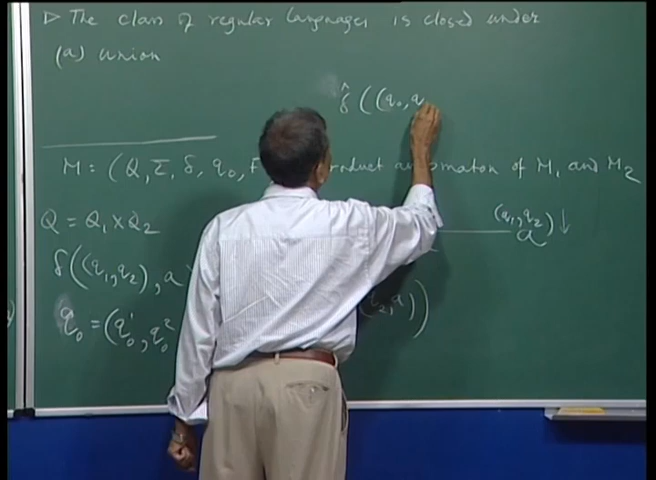 ▷ The class of regular languages is closed under
(a) union
δ̂ ( (q₀, q
M = (Q, Σ, δ, q₀, F roduct automaton of M₁ and M₂
Q = Q₁ × Q₂
(q₁, q₂) ↓
a
δ((q₁, q₂), a q₂, a))
q₀ = (q₀¹, q₀²